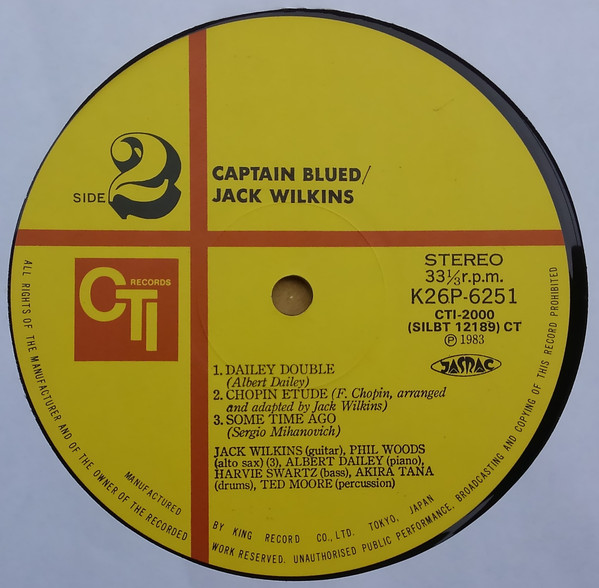 SIDE 2
CAPTAIN BLUED/
JACK WILKINS
CTI RECORDS
STEREO
33⅓r.p.m.
K26P-6251
CTI-2000
(SILBT 12189) CT
Ⓟ 1983
JASRAC
1. DAILEY DOUBLE
(Albert Dailey)
2. CHOPIN ETUDE (F. Chopin, arranged
and adapted by Jack Wilkins)
3. SOME TIME AGO
(Sergio Mihanovich)
JACK WILKINS (guitar), PHIL WOODS
(alto sax) (3), ALBERT DAILEY (piano),
HARVIE SWARTZ (bass), AKIRA TANA
(drums), TED MOORE (percussion)
MANUFACTURED BY KING RECORD CO., LTD. TOKYO, JAPAN
ALL RIGHTS OF THE MANUFACTURER AND OF THE OWNER OF THE RECORDED WORK RESERVED. UNAUTHORISED PUBLIC PERFORMANCE, BROADCASTING AND COPYING OF THIS RECORD PROHIBITED